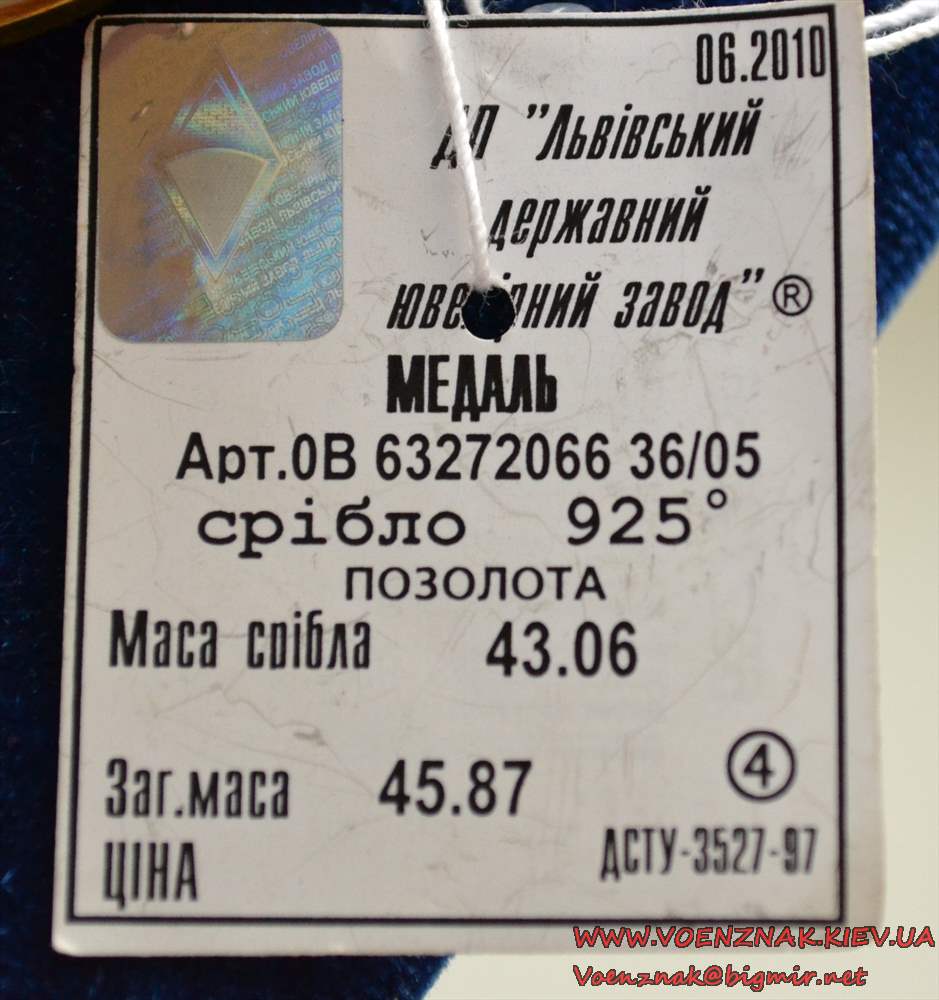 06.2010
ДП "Львівський
державний
ювелірний завод" ®
МЕДАЛЬ
Арт.0В 63272066 36/05
срібло 925°
ПОЗОЛОТА
Маса срібла 43.06
Заг.маса 45.87
4
ЦІНА
ДСТУ-3527-97
WWW.VOENZNAK.KIEV.UA
Voenznak@bigmir.net